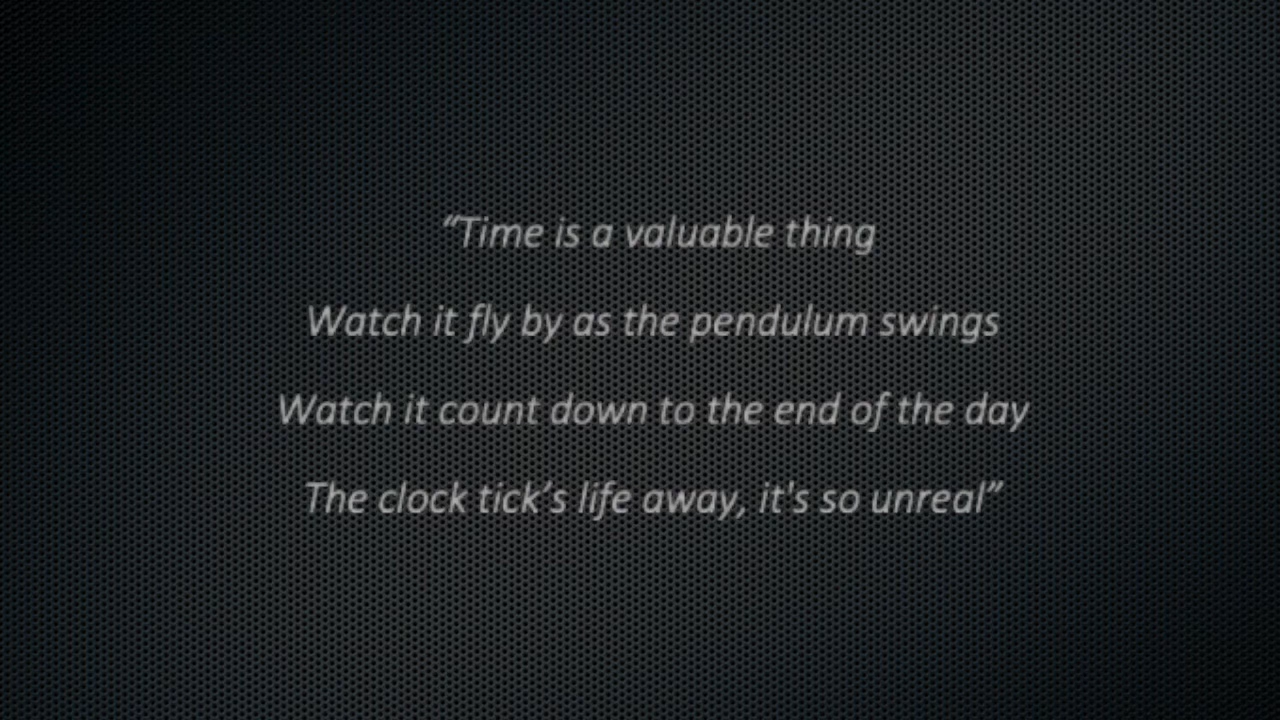 “Time is a valuable thing
Watch it fly by as the pendulum swings
Watch it count down to the end of the day
The clock tick’s life away, it's so unreal”